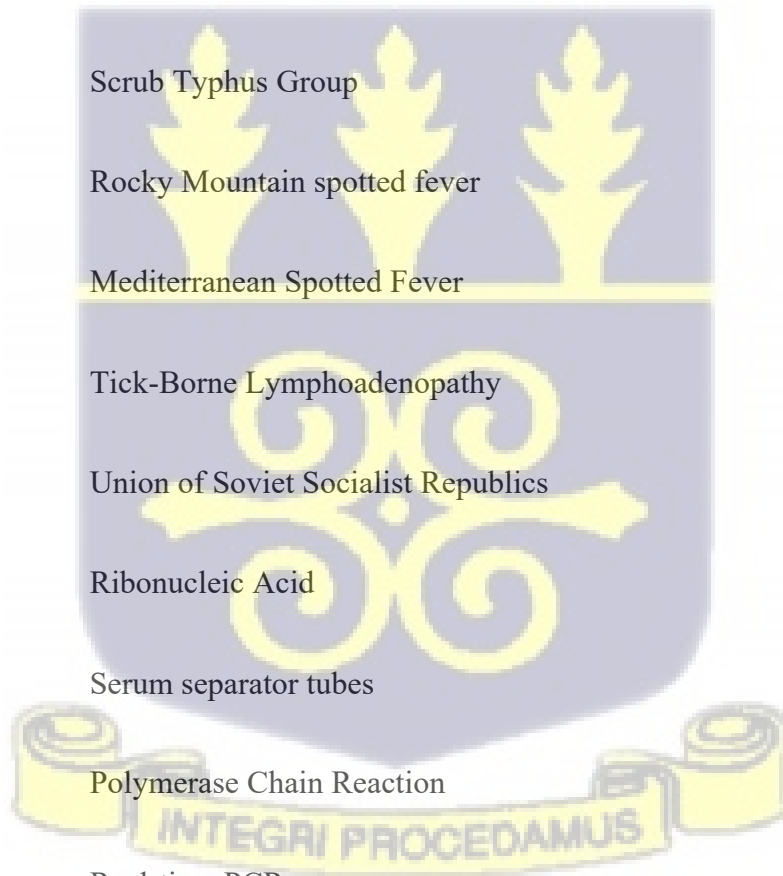 Scrub Typhus Group
Rocky Mountain spotted fever
Mediterranean Spotted Fever
Tick-Borne Lymphoadenopathy
Union of Soviet Socialist Republics
Ribonucleic Acid
Serum separator tubes
Polymerase Chain Reaction
INTEGRI PROCEDAMUS